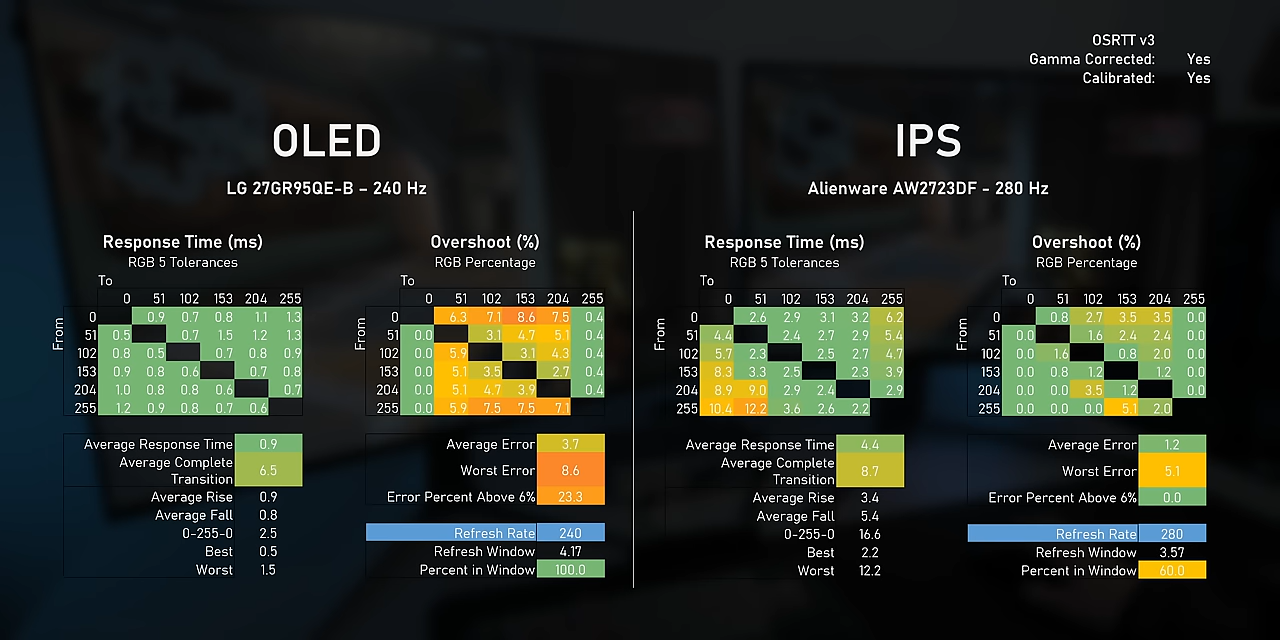 OSRTT v3
Gamma Corrected: Yes
Calibrated: Yes
OLED
LG 27GR95QE-B – 240 Hz
Response Time (ms)
RGB 5 Tolerances
To
0 51 102 153 204 255
From
0 0.9 0.7 0.8 1.1 1.3
51 0.5 0.7 1.5 1.2 1.3
102 0.8 0.5 0.7 0.8 0.9
153 0.9 0.8 0.6 0.7 0.8
204 1.0 0.8 0.8 0.6 0.7
255 1.2 0.9 0.8 0.7 0.6
Average Response Time 0.9
Average Complete
Transition 6.5
Average Rise 0.9
Average Fall 0.8
0-255-0 2.5
Best 0.5
Worst 1.5
Overshoot (%)
RGB Percentage
To
0 51 102 153 204 255
From
0 6.3 7.1 8.6 7.5 0.4
51 0.0 3.1 4.7 5.1 0.4
102 0.0 5.9 3.1 4.3 0.4
153 0.0 5.1 3.5 2.7 0.4
204 0.0 5.1 4.7 3.9 0.4
255 0.0 5.9 7.5 7.5 7.1
Average Error 3.7
Worst Error 8.6
Error Percent Above 6% 23.3
Refresh Rate 240
Refresh Window 4.17
Percent in Window 100.0
IPS
Alienware AW2723DF - 280 Hz
Response Time (ms)
RGB 5 Tolerances
To
0 51 102 153 204 255
From
0 2.6 2.9 3.1 3.2 6.2
51 4.4 2.4 2.7 2.9 5.4
102 5.7 2.3 2.5 2.7 4.7
153 8.3 3.3 2.5 2.3 3.9
204 8.9 9.0 2.9 2.4 2.9
255 10.4 12.2 3.6 2.6 2.2
Average Response Time 4.4
Average Complete
Transition 8.7
Average Rise 3.4
Average Fall 5.4
0-255-0 16.6
Best 2.2
Worst 12.2
Overshoot (%)
RGB Percentage
To
0 51 102 153 204 255
From
0 0.8 2.7 3.5 3.5 0.0
51 0.0 1.6 2.4 2.4 0.0
102 0.0 1.6 0.8 2.0 0.0
153 0.0 0.8 1.2 1.2 0.0
204 0.0 0.0 3.5 1.2 0.0
255 0.0 0.0 0.0 5.1 2.0
Average Error 1.2
Worst Error 5.1
Error Percent Above 6% 0.0
Refresh Rate 280
Refresh Window 3.57
Percent in Window 60.0